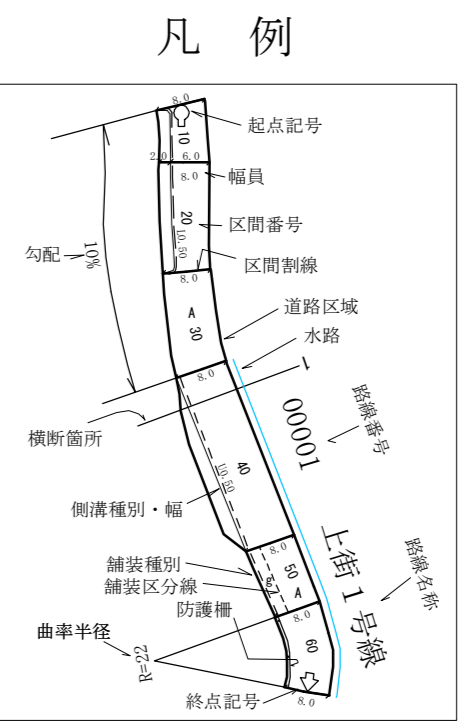 凡 例
8.0
起点記号
10
2.0 6.0
8.0
幅員
20
区間番号
U0.50
勾配
10%
区間割線
8.0
道路区域
A
30
水路
8.0
1
横断箇所
路線番号
00001
40
U0.50
側溝種別・幅
8.0
上街1号線
舗装種別
50
路線名称
舗装区分線
g
A
防護柵
8.0
曲率半径
60
R=22
終点記号
8.0